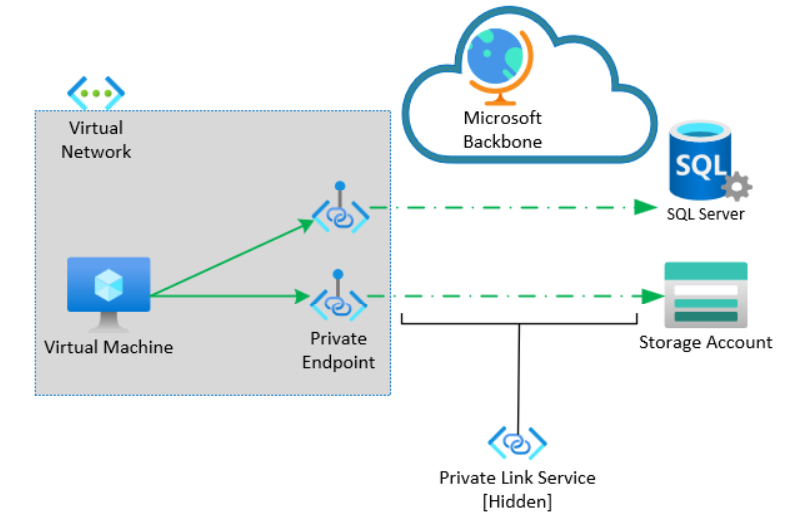 Microsoft
Backbone
Virtual
Network
SQL
SQL Server
Virtual Machine
Private
Endpoint
Storage Account
Private Link Service
[Hidden]